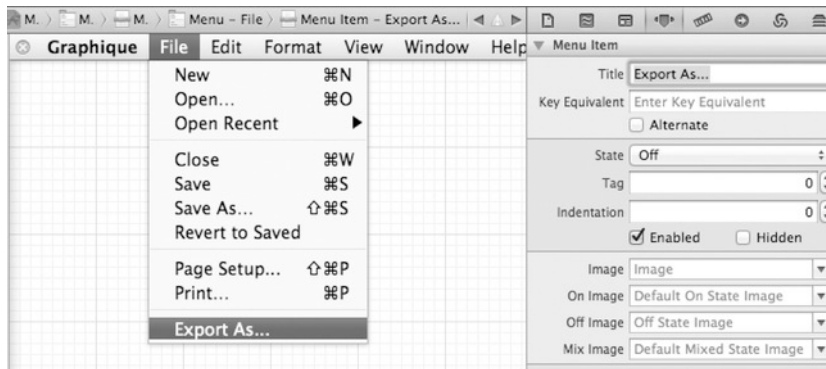 M. 〉 M. 〉 M. 〉 Menu – File 〉 Menu Item – Export As...
Graphique File Edit Format View Window Help
New ⌘N
Open... ⌘O
Open Recent ▶
Close ⌘W
Save ⌘S
Save As... ⇧⌘S
Revert to Saved
Page Setup... ⇧⌘P
Print... ⌘P
Export As...
Menu Item
Title Export As...
Key Equivalent Enter Key Equivalent
Alternate
State Off
Tag 0
Indentation 0
Enabled Hidden
Image Image
On Image Default On State Image
Off Image Off State Image
Mix Image Default Mixed State Image